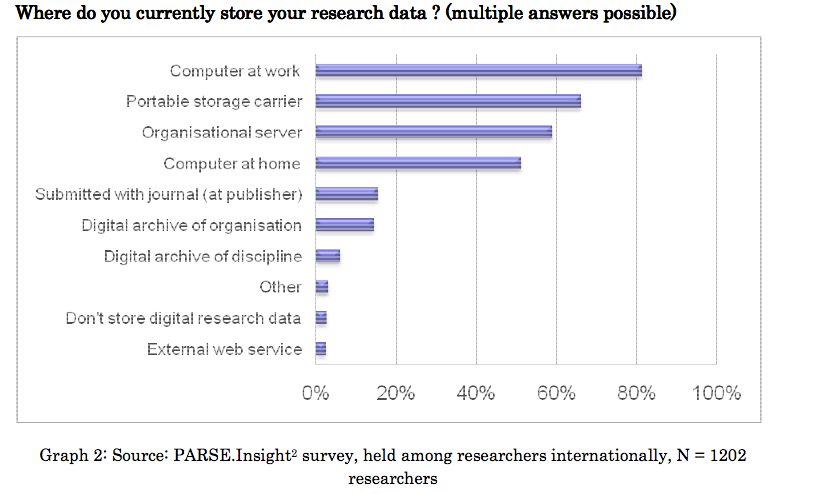 Where do you currently store your research data ? (multiple answers possible)
Computer at work
Portable storage carrier
Organisational server
Computer at home
Submitted with journal (at publisher)
Digital archive of organisation
Digital archive of discipline
Other
Don't store digital research data
External web service
0% 20% 40% 60% 80% 100%
Graph 2: Source: PARSE.Insight² survey, held among researchers internationally, N = 1202
researchers